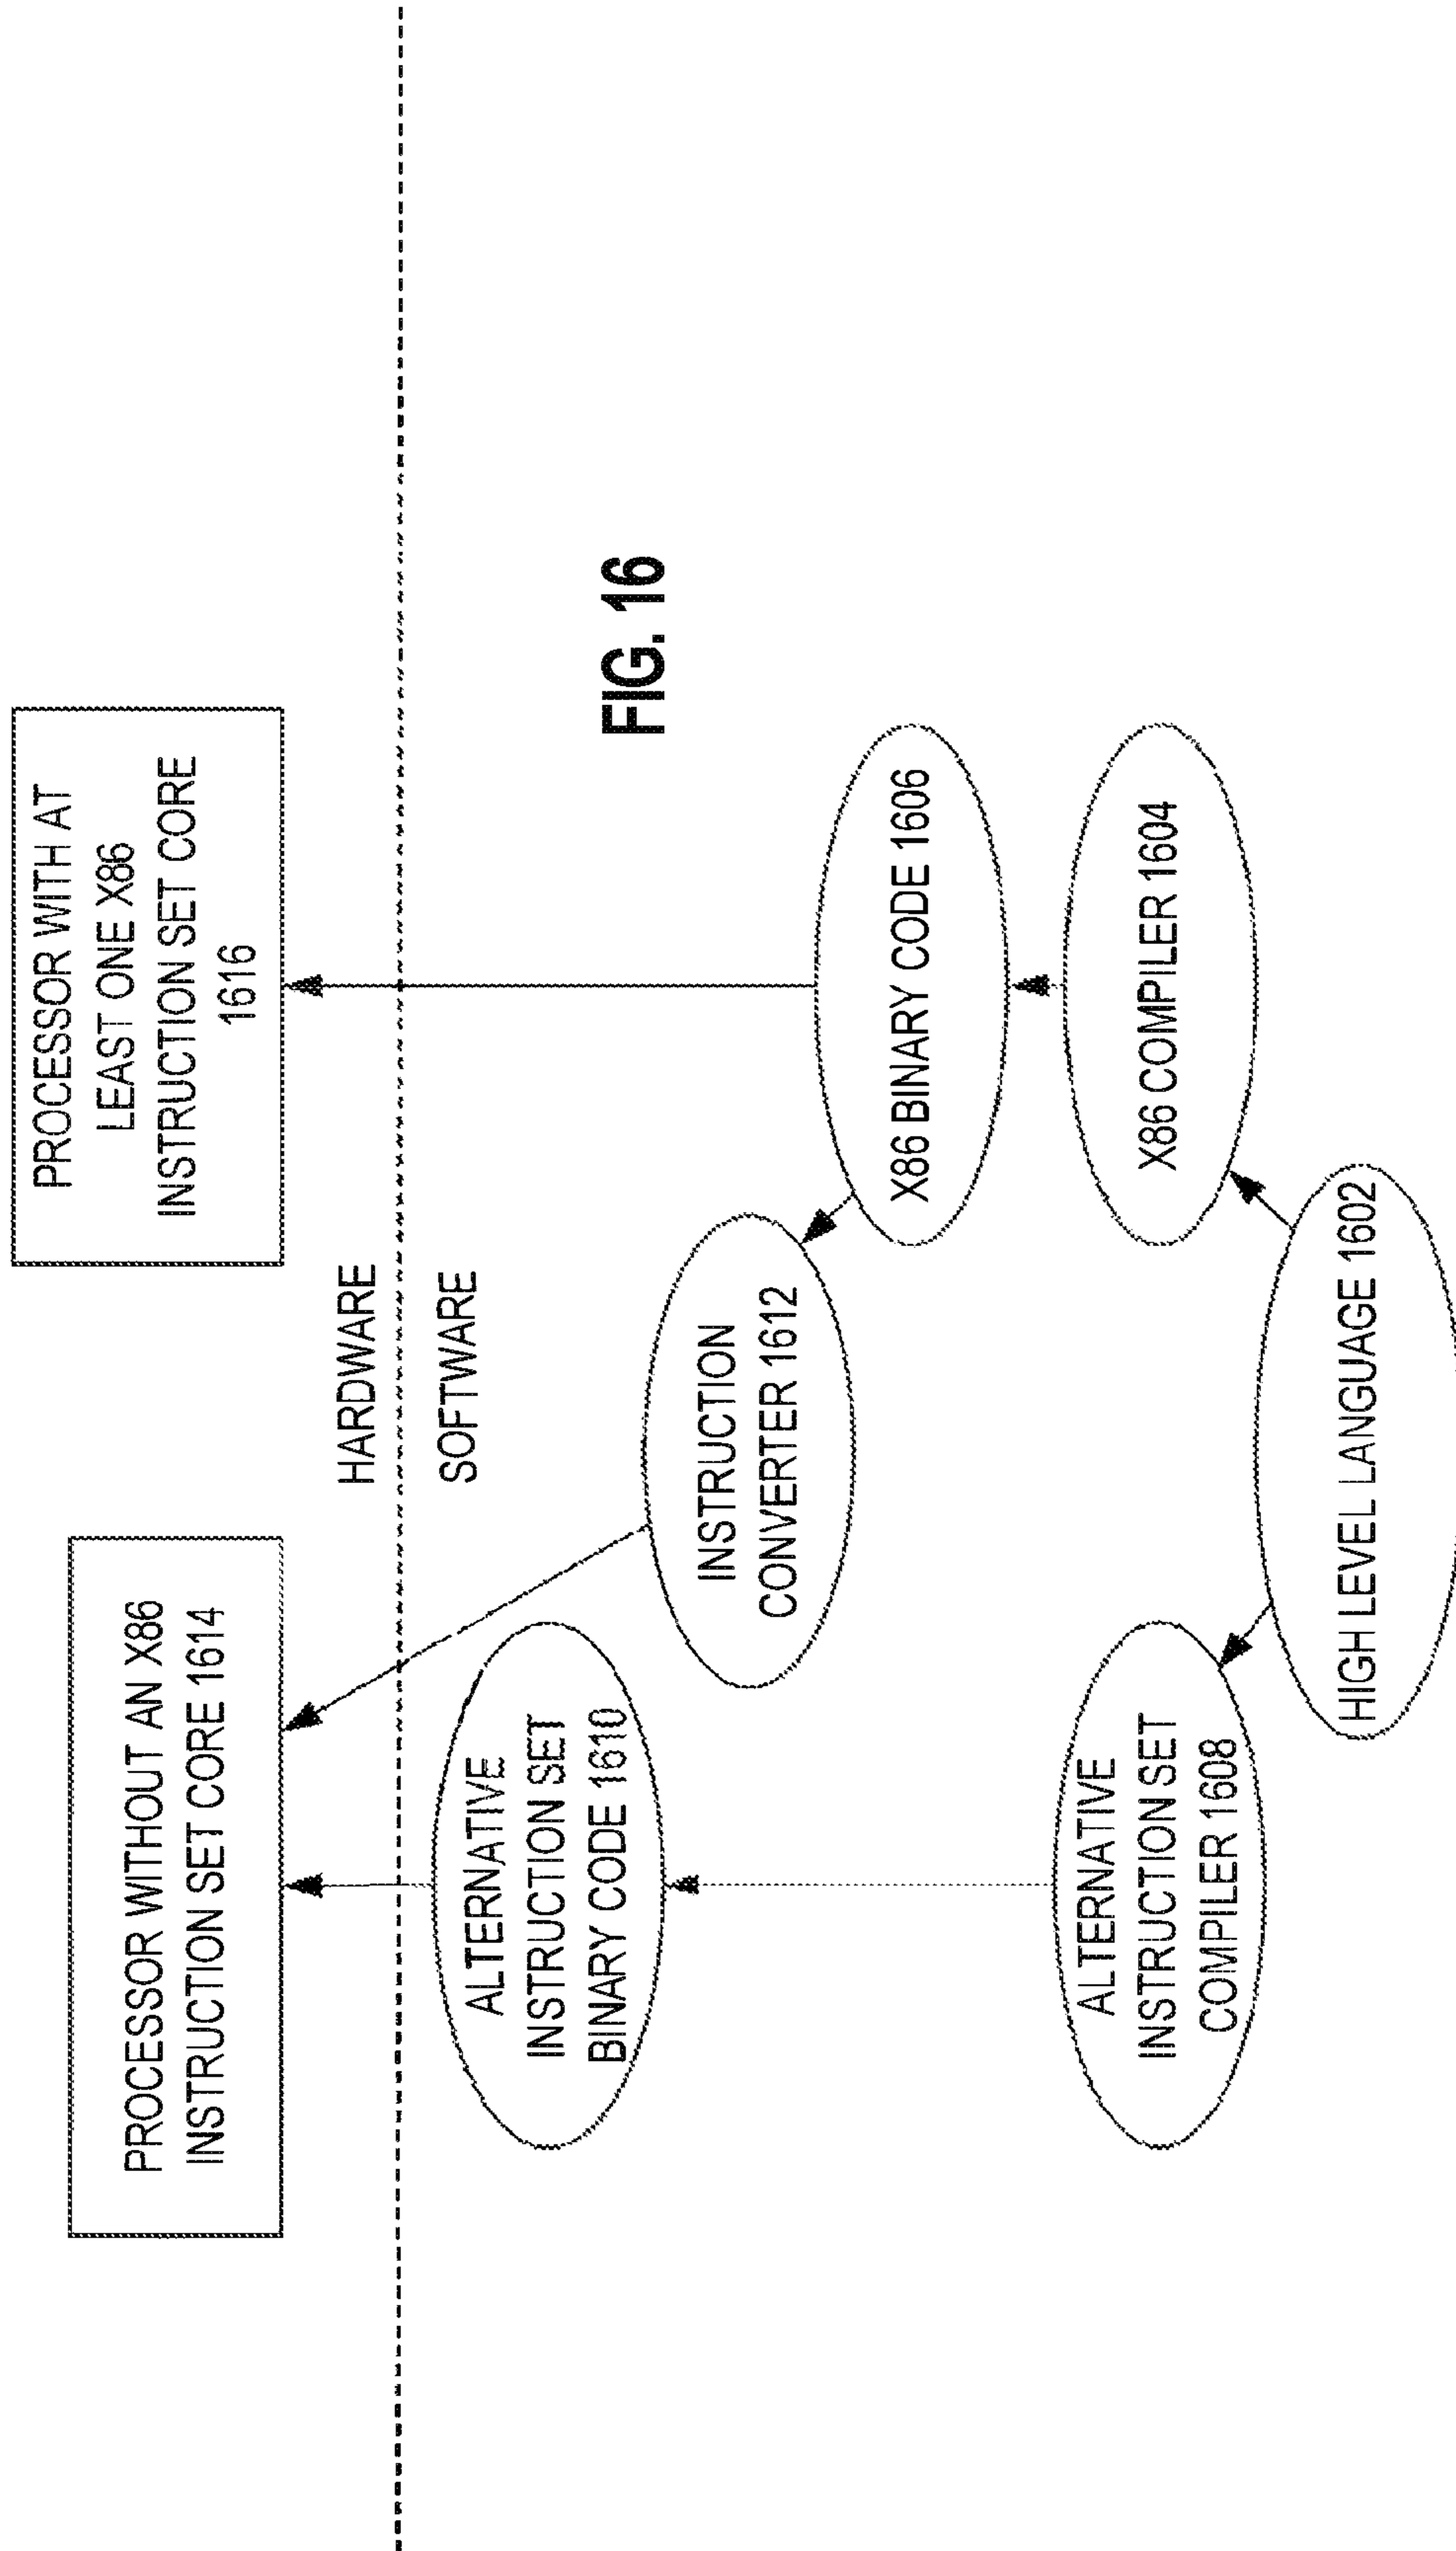 PROCESSOR WITHOUT AN X86
INSTRUCTION SET CORE 1614
PROCESSOR WITH AT
LEAST ONE X86
INSTRUCTION SET CORE
1616
HARDWARE
SOFTWARE
ALTERNATIVE
INSTRUCTION SET
BINARY CODE 1610
INSTRUCTION
CONVERTER 1612
FIG. 16
X86 BINARY CODE 1606
ALTERNATIVE
INSTRUCTION SET
COMPILER 1608
X86 COMPILER 1604
HIGH LEVEL LANGUAGE 1602